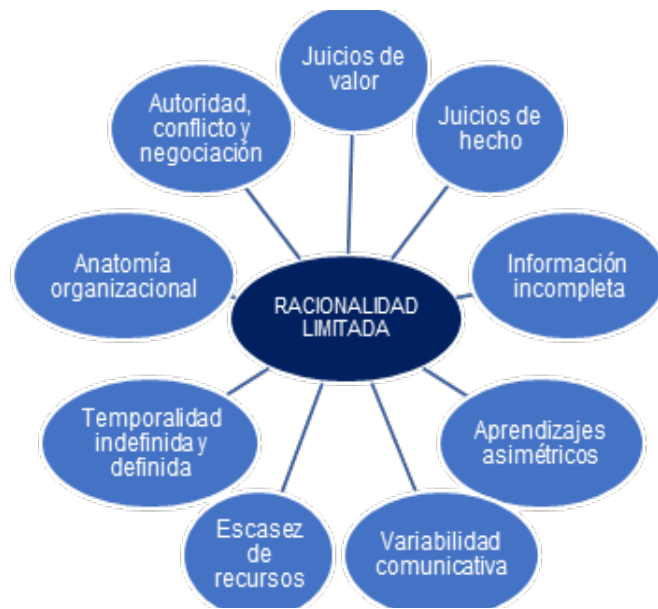 Juicios de
valor
Juicios de
hecho
Información
incompleta
Aprendizajes
asimétricos
Variabilidad
comunicativa
Escasez
de
recursos
Temporalidad
indefinida y
definida
Anatomía
organizacional
Autoridad,
conflicto y
negociación
RACIONALIDAD
LIMITADA